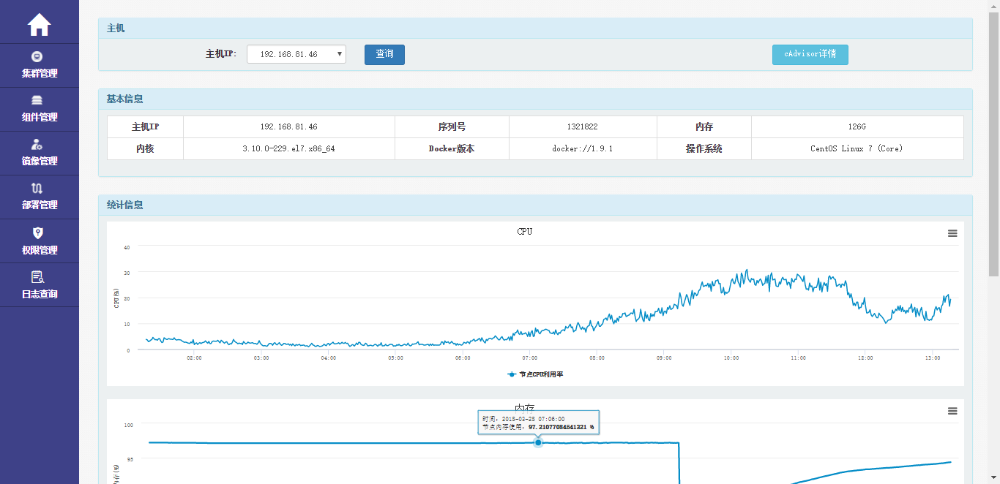 主机
集群管理
主机IP:
192.168.81.46
查询
cAdvisor详情
组件管理
基本信息
主机IP
192.168.81.46
序列号
1321822
内存
126G
内核
3.10.0-229.el7.x86_64
Docker版本
docker://1.9.1
操作系统
CentOS Linux 7 (Core)
镜像管理
部署管理
统计信息
权限管理
日志查询
CPU
CPU(%)
40
30
20
10
0
02:00
03:00
04:00
05:00
06:00
07:00
08:00
09:00
10:00
11:00
12:00
13:00
节点CPU利用率
内存
时间: 2018-03-28 07:06:00
节点内存使用: 97.21077084541321 %
100
95
内存(%)